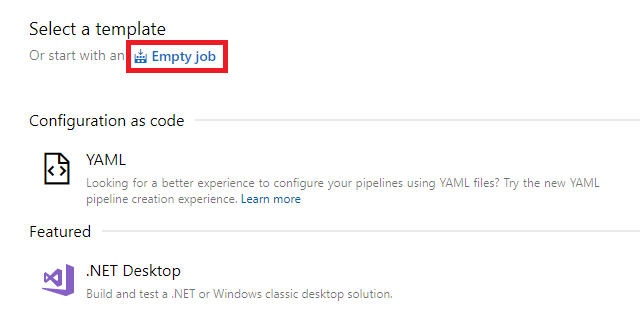 Select a template
Or start with an Empty job
Configuration as code
YAML
Looking for a better experience to configure your pipelines using YAML files? Try the new YAML
pipeline creation experience. Learn more
Featured
.NET Desktop
Build and test a .NET or Windows classic desktop solution.